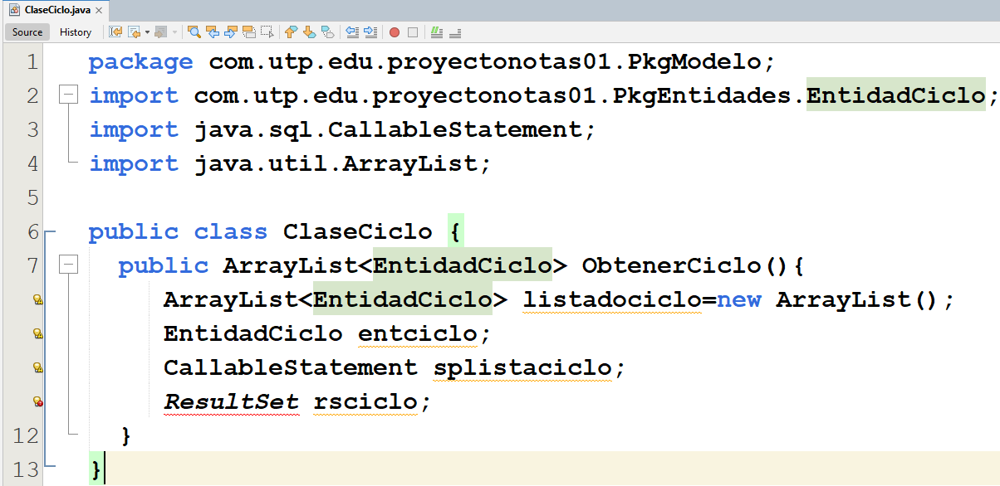 ClaseCiclo.java
Source History
1 package com.utp.edu.proyectonotas01.PkgModelo;
2 import com.utp.edu.proyectonotas01.PkgEntidades.EntidadCiclo;
3 import java.sql.CallableStatement;
4 import java.util.ArrayList;
5
6 public class ClaseCiclo {
7 public ArrayList<EntidadCiclo> ObtenerCiclo(){
ArrayList<EntidadCiclo> listadociclo=new ArrayList();
EntidadCiclo entciclo;
CallableStatement splistaciclo;
ResultSet rsciclo;
12 }
13 }